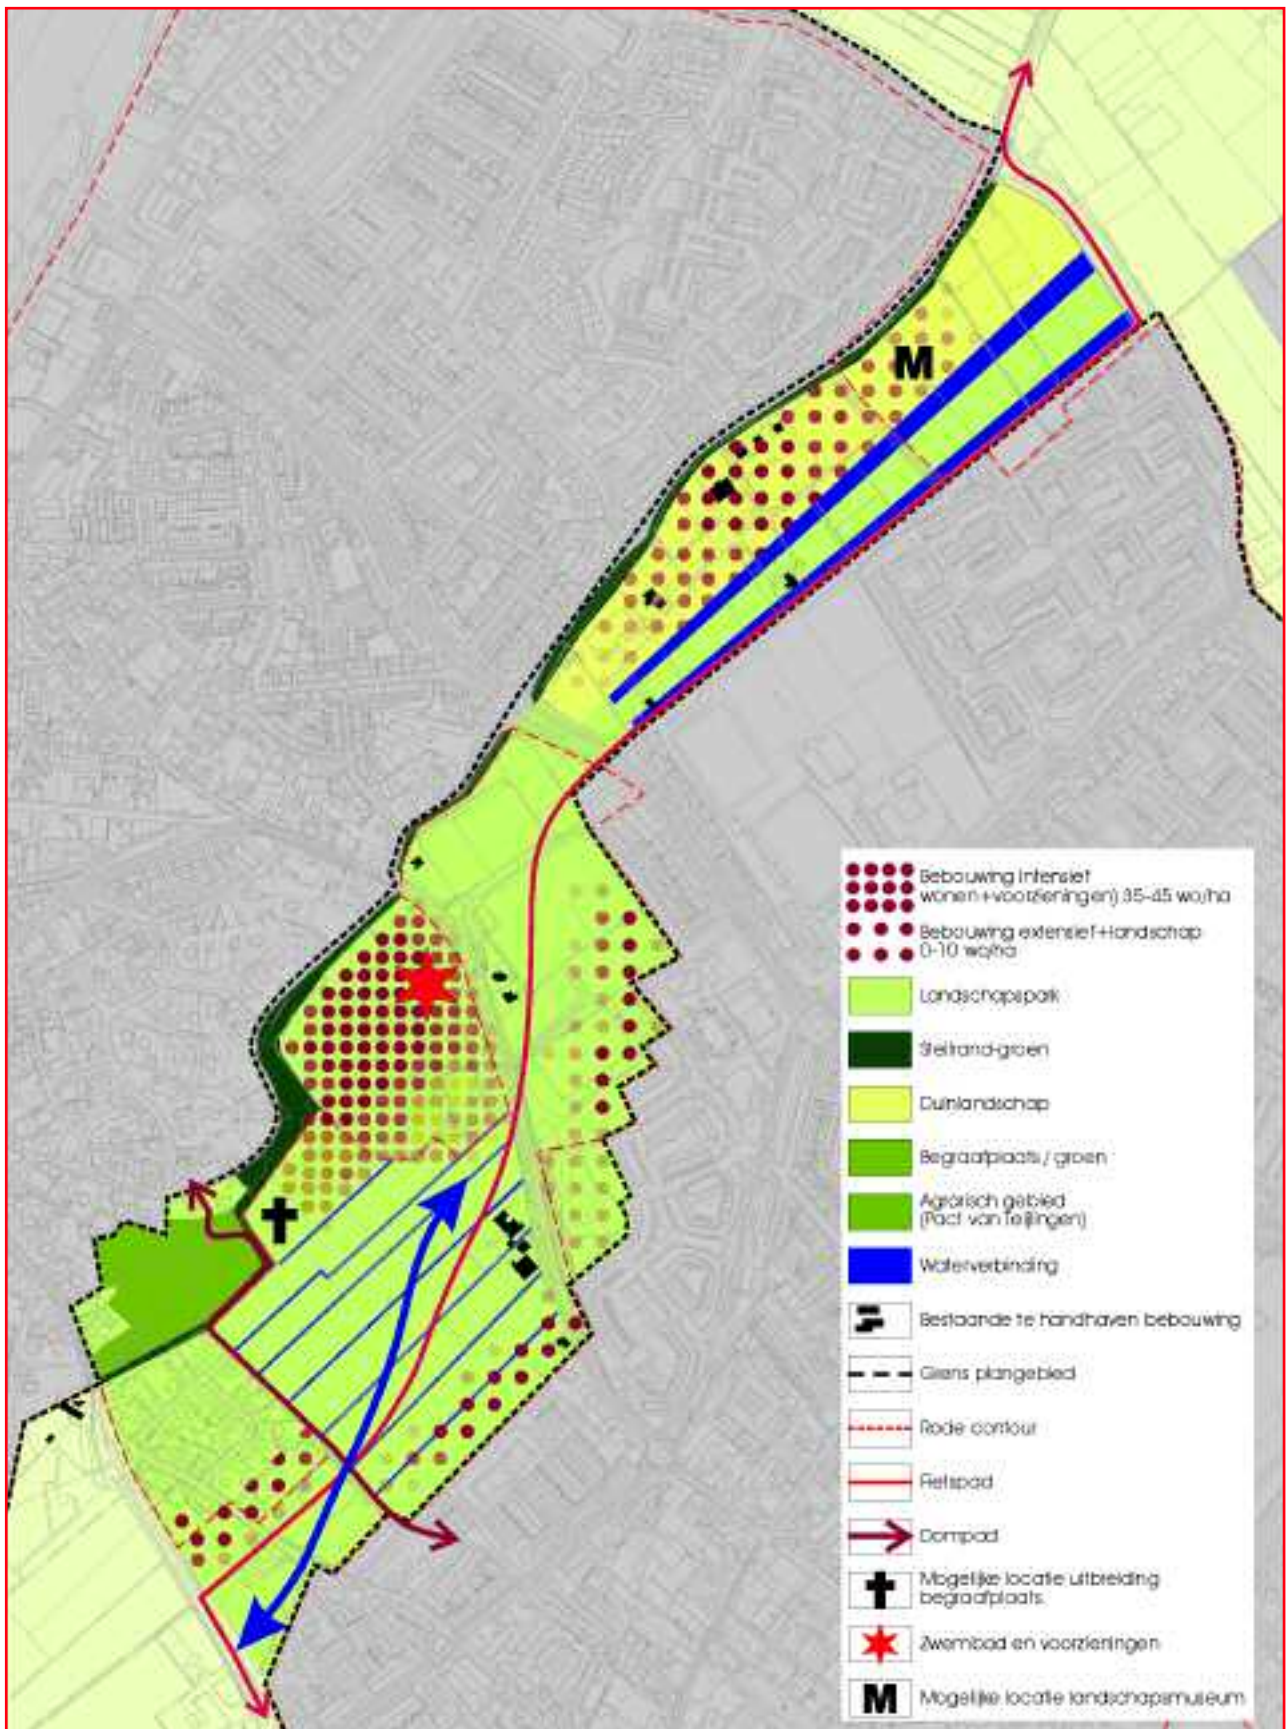 M
Bebouwing intensief
wonen+voorzieningen) 35-45 wo/ha
Bebouwing extensief+landschap
0-10 wo/ha
Landschapspark
Steilrand-groen
Duinlandschap
Begraafplaats / groen
Agrarisch gebied
(Pact van Teijlingen)
Waterverbinding
Bestaande te handhaven bebouwing
Grens plangebied
Rode contour
Fietspad
Dompad
Mogelijke locatie uitbreiding
begraafplaats.
Zwembad en voorzieningen
M Mogelijke locatie landschapsmuseum